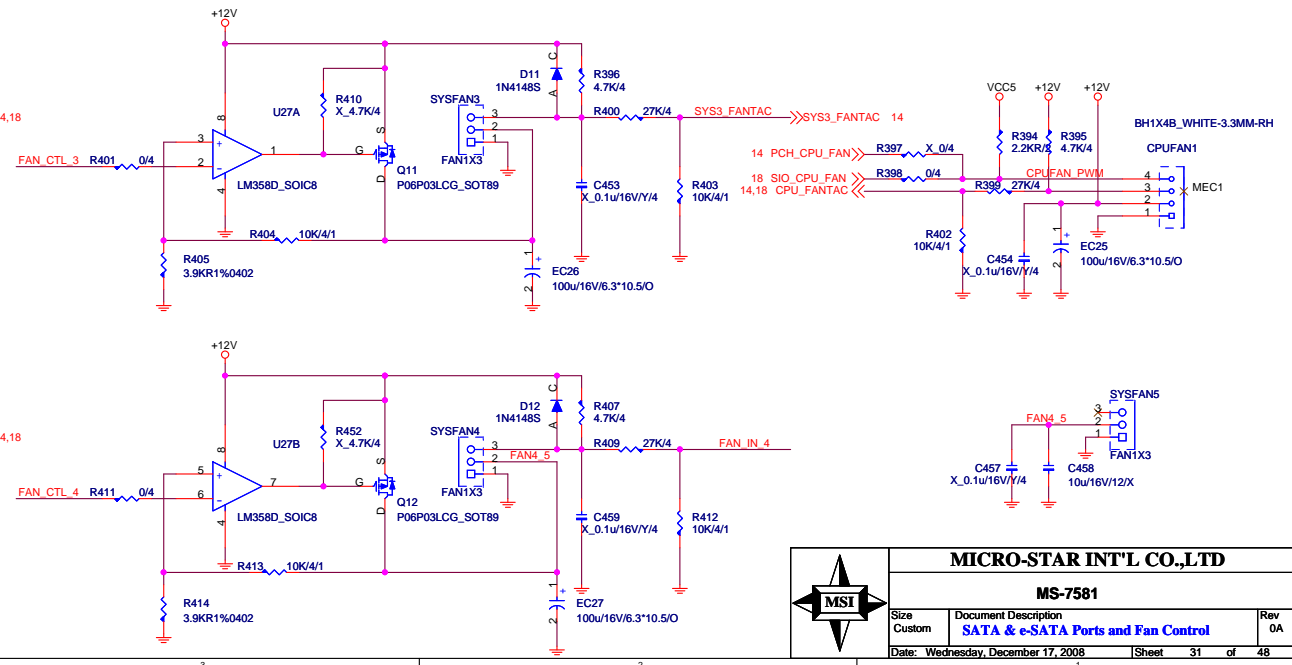 +12V
4,18
FAN_CTL_3
R401
0/4
8
3
2
+
-
1
4
U27A
LM358D_SOIC8
R410
X_4.7K/4
S
G
D
Q11
P06P03LCG_SOT89
R404
10K/4/1
R405
3.9KR1%0402
SYSFAN3
3
2
1
FAN1X3
D11
1N4148S
C
A
R396
4.7K/4
R400
27K/4
SYS3_FANTAC
SYS3_FANTAC 14
C453
X_0.1u/16V/Y/4
R403
10K/4/1
1
+
2
EC26
100u/16V/6.3*10.5/O
VCC5
+12V
+12V
BH1X4B_WHITE-3.3MM-RH
CPUFAN1
R394
2.2KR/2
R395
4.7K/4
14 PCH_CPU_FAN
R397
X_0/4
18 SIO_CPU_FAN
R398
0/4
CPUFAN_PWM
14,18 CPU_FANTAC
R399
27K/4
4
3
2
1
MEC1
R402
10K/4/1
C454
X_0.1u/16V/Y/4
1
+
2
EC25
100u/16V/6.3*10.5/O
+12V
4,18
FAN_CTL_4
R411
0/4
8
5
6
+
-
7
4
U27B
LM358D_SOIC8
R452
X_4.7K/4
S
G
D
Q12
P06P03LCG_SOT89
R413
10K/4/1
R414
3.9KR1%0402
SYSFAN4
3
2
1
FAN4_5
FAN1X3
D12
1N4148S
C
A
R407
4.7K/4
R409
27K/4
FAN_IN_4
C459
X_0.1u/16V/Y/4
R412
10K/4/1
1
+
2
EC27
100u/16V/6.3*10.5/O
SYSFAN5
3
2
1
FAN4_5
FAN1X3
C457
X_0.1u/16V/Y/4
C458
10u/16V/12/X
MSI
MICRO-STAR INT'L CO.,LTD
MS-7581
Size
Custom
Document Description
SATA & e-SATA Ports and Fan Control
Rev
0A
Date: Wednesday, December 17, 2008
Sheet 31 of 48
3
2
1